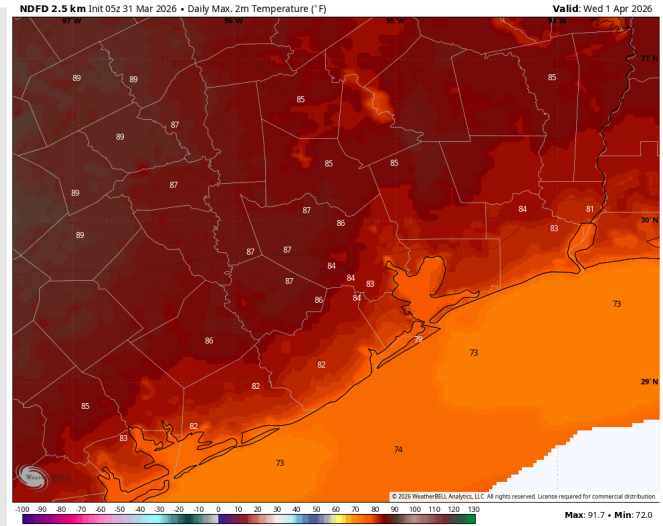 NDFD 2.5 km Init 05z 31 Mar 2026 • Daily Max. 2m Temperature (°F)
Valid: Wed 1 Apr 2026
97°W 96°W 95°W
31°N
89 89 85
85
87
89
85 85
87
89
87 84 81
30°N
86
83
89
87 87
84
84
83
87
86 84
73
79
86
73
82
29°N
82
85
82
83
74
73
WeatherBELL
© 2026 WeatherBELL Analytics, LLC. All rights reserved. License required for commercial distribution.
-100 -90 -80 -70 -60 -50 -40 -30 -20 -10 0 10 20 30 40 50 60 70 80 90 100 110 120 130
Max: 91.7 • Min: 72.0